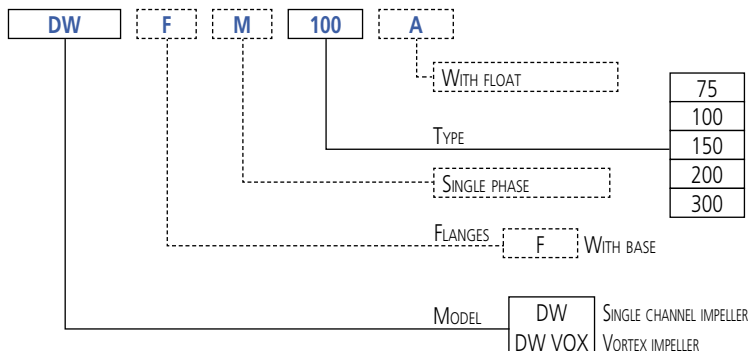 DW F M 100 A
WITH FLOAT
75
100
TYPE
150
200
SINGLE PHASE
300
FLANGES F WITH BASE
MODEL DW SINGLE CHANNEL IMPELLER
DW VOX VORTEX IMPELLER